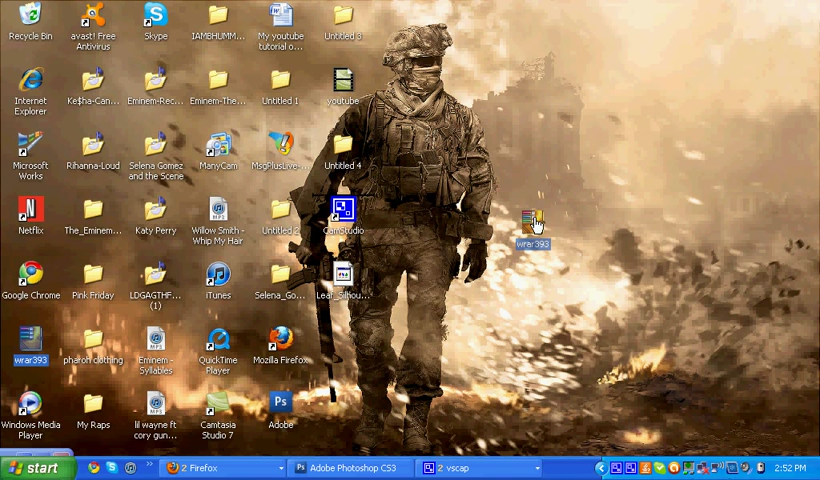 Recycle Bin
avast! Free
Antivirus
Skype
IAMBHUMM...
My youtube
tutorial o...
Untitled 3
Internet
Explorer
Ke$ha-Can...
Eminem-Rec...
Eminem-The...
Untitled 1
youtube
Microsoft
Works
Rihanna-Loud
Selena Gomez
and the Scene
ManyCam
MsgPlusLive-...
Untitled 4
Netflix
The_Eminem...
Katy Perry
Willow Smith -
Whip My Hair
Untitled 2
CamStudio
wrar393
Google Chrome
Pink Friday
LDGAGTHF...
(1)
iTunes
Selena_Go...
Leaf_Silhou...
wrar393
pharoh clothing
Eminem -
Syllables
QuickTime
Player
Mozilla Firefox
Windows Media
Player
My Raps
lil wayne ft
cory gun...
Camtasia
Studio 7
Adobe
start
2 Firefox
Adobe Photoshop CS3
2 vscap
2:52 PM